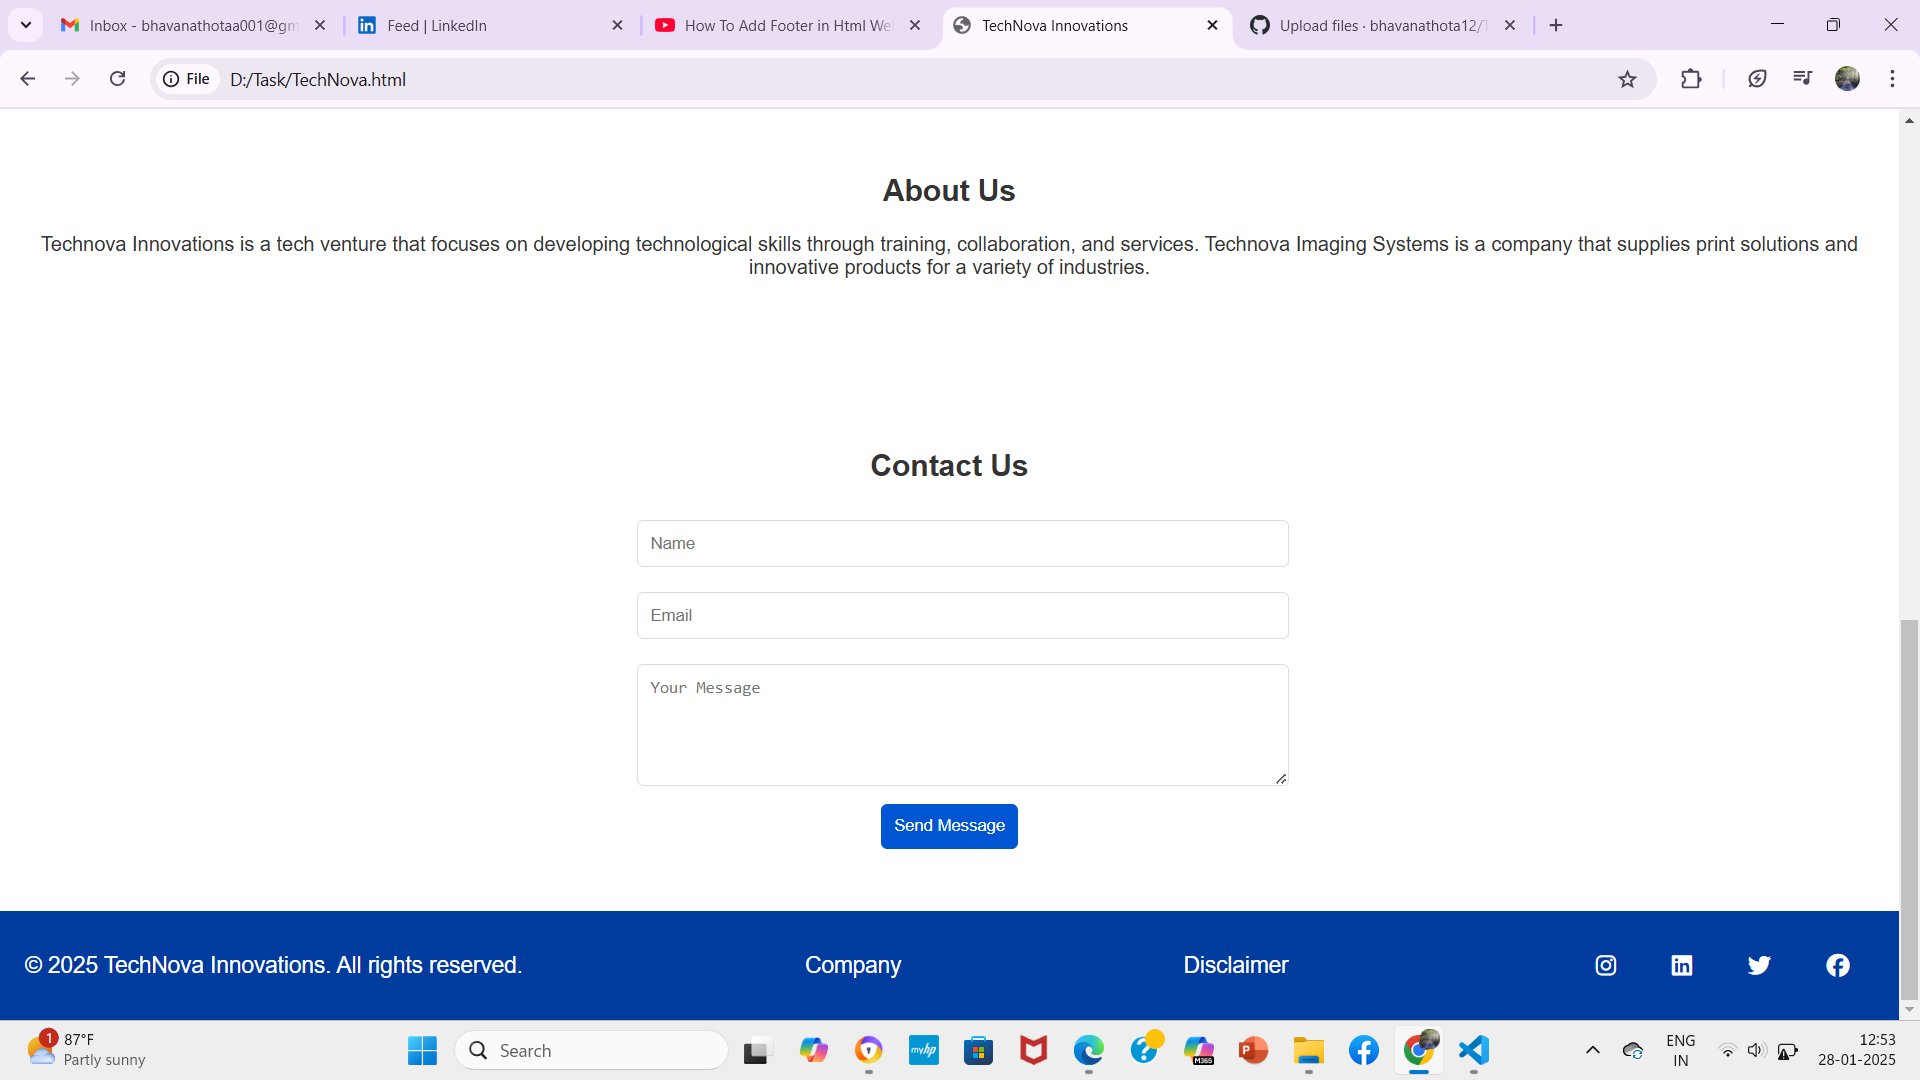 Inbox - bhavanathotaa001@gm
Feed | LinkedIn
How To Add Footer in Html We
TechNova Innovations
Upload files · bhavanathota12/T
File
D:/Task/TechNova.html
About Us
Technova Innovations is a tech venture that focuses on developing technological skills through training, collaboration, and services. Technova Imaging Systems is a company that supplies print solutions and
innovative products for a variety of industries.
Contact Us
Name
Email
Your Message
Send Message
© 2025 TechNova Innovations. All rights reserved.
Company
Disclaimer
1
87°F
Partly sunny
Search
myhp
M365
P
ENG
IN
12:53
28-01-2025